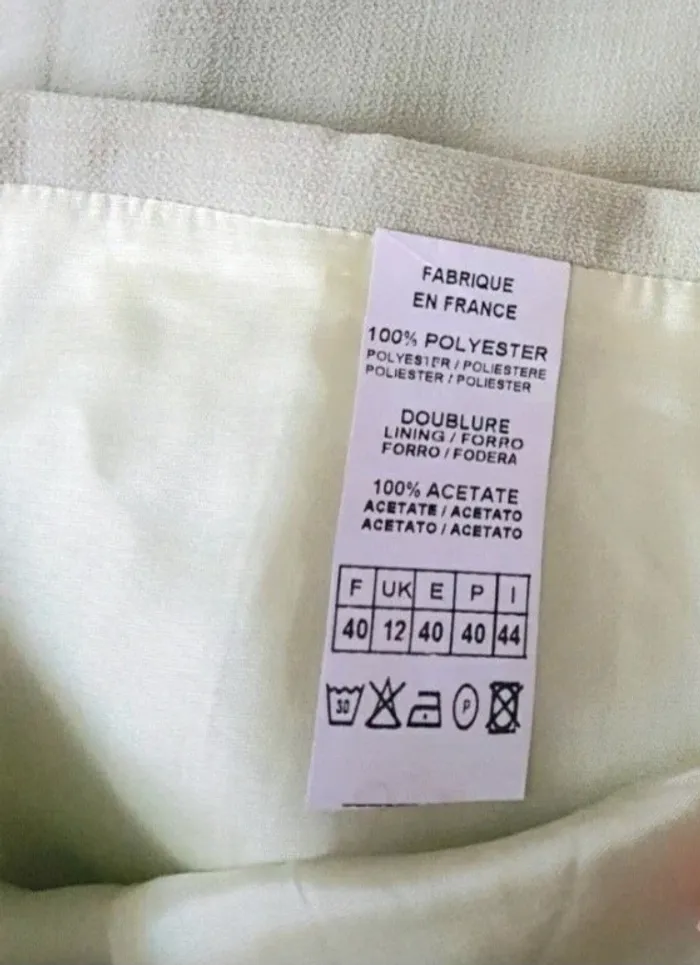 FABRIQUE
EN FRANCE
100% POLYESTER
POLYESTER / POLIESTERE
POLIESTER / POLIESTER
DOUBLURE
LINING / FORRO
FORRO / FODERA
100% ACETATE
ACETATE / ACETATO
ACETATO / ACETATO
F UK E P I
40 12 40 40 44
30 P